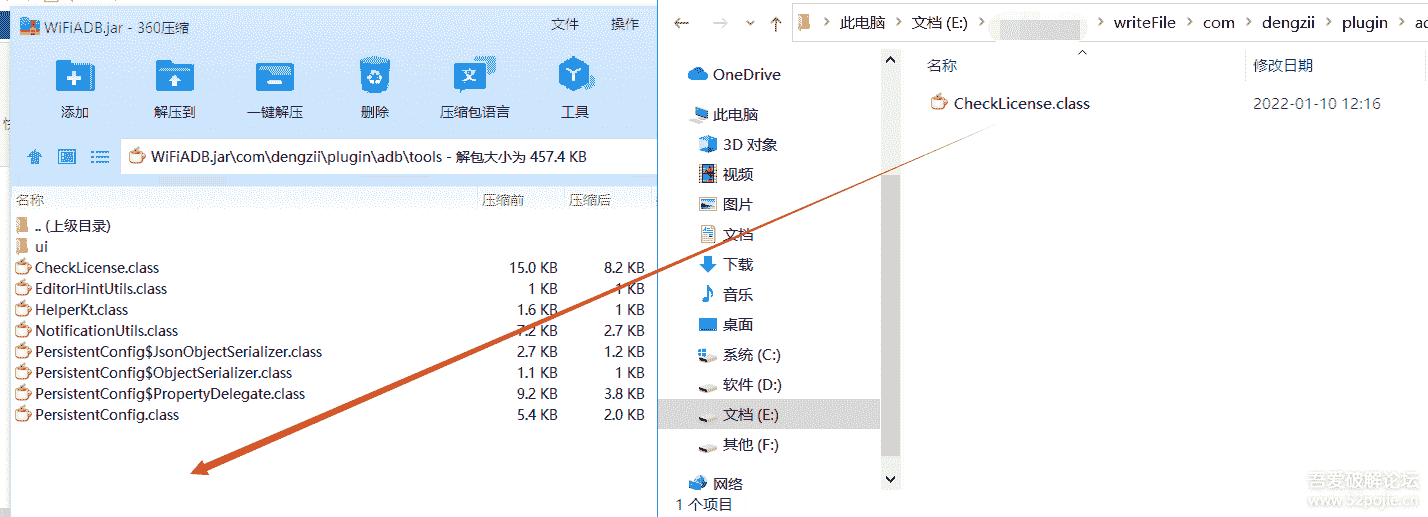 WiFiADB.jar - 360压缩
文件 操作
添加 解压到 一键解压 删除 压缩包语言 工具
WiFiADB.jar\com\dengzii\plugin\adb\tools - 解包大小为 457.4 KB
名称 压缩前 压缩后
.. (上级目录)
ui
CheckLicense.class 15.0 KB 8.2 KB
EditorHintUtils.class 1 KB 1 KB
HelperKt.class 1.6 KB 1 KB
NotificationUtils.class 7.2 KB 2.7 KB
PersistentConfig$JsonObjectSerializer.class 2.7 KB 1.2 KB
PersistentConfig$ObjectSerializer.class 1.1 KB 1 KB
PersistentConfig$PropertyDelegate.class 9.2 KB 3.8 KB
PersistentConfig.class 5.4 KB 2.0 KB
此电脑 文档 (E:) writeFile com dengzii plugin
OneDrive
此电脑
3D 对象
视频
图片
文档
下载
音乐
桌面
系统 (C:)
软件 (D:)
文档 (E:)
其他 (F:)
网络
1 个项目
名称 修改日期
CheckLicense.class 2022-01-10 12:16
吾爱破解论坛
www.52pojie.cn